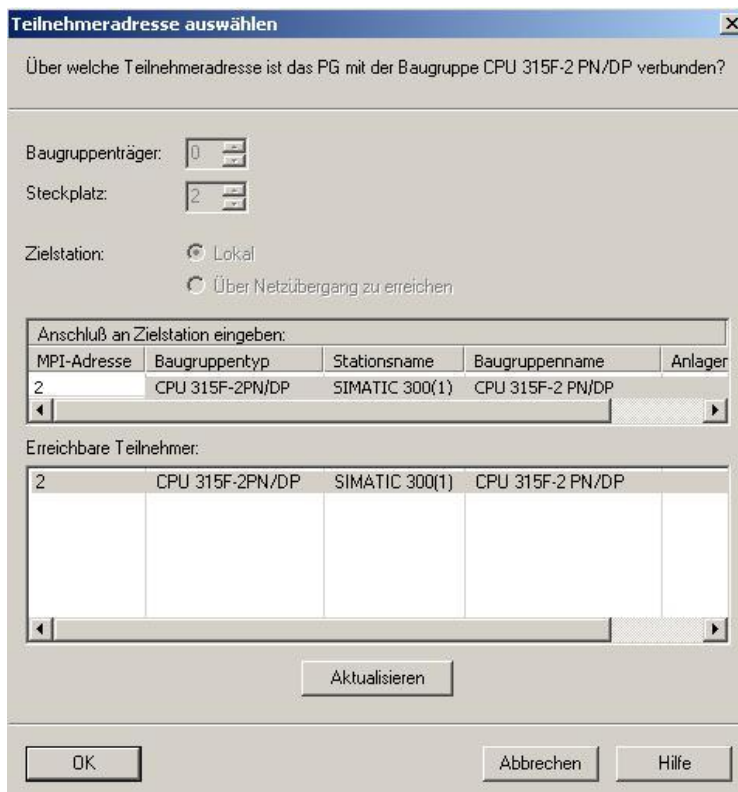 Teilnehmeradresse auswählen
Über welche Teilnehmeradresse ist das PG mit der Baugruppe CPU 315F-2 PN/DP verbunden?
Baugruppenträger: 0
Steckplatz: 2
Zielstation: Lokal
Über Netzübergang zu erreichen
Anschluß an Zielstation eingeben:
MPI-Adresse Baugruppentyp Stationsname Baugruppenname Anlager
2 CPU 315F-2PN/DP SIMATIC 300(1) CPU 315F-2 PN/DP
Erreichbare Teilnehmer:
2 CPU 315F-2PN/DP SIMATIC 300(1) CPU 315F-2 PN/DP
Aktualisieren
OK Abbrechen Hilfe